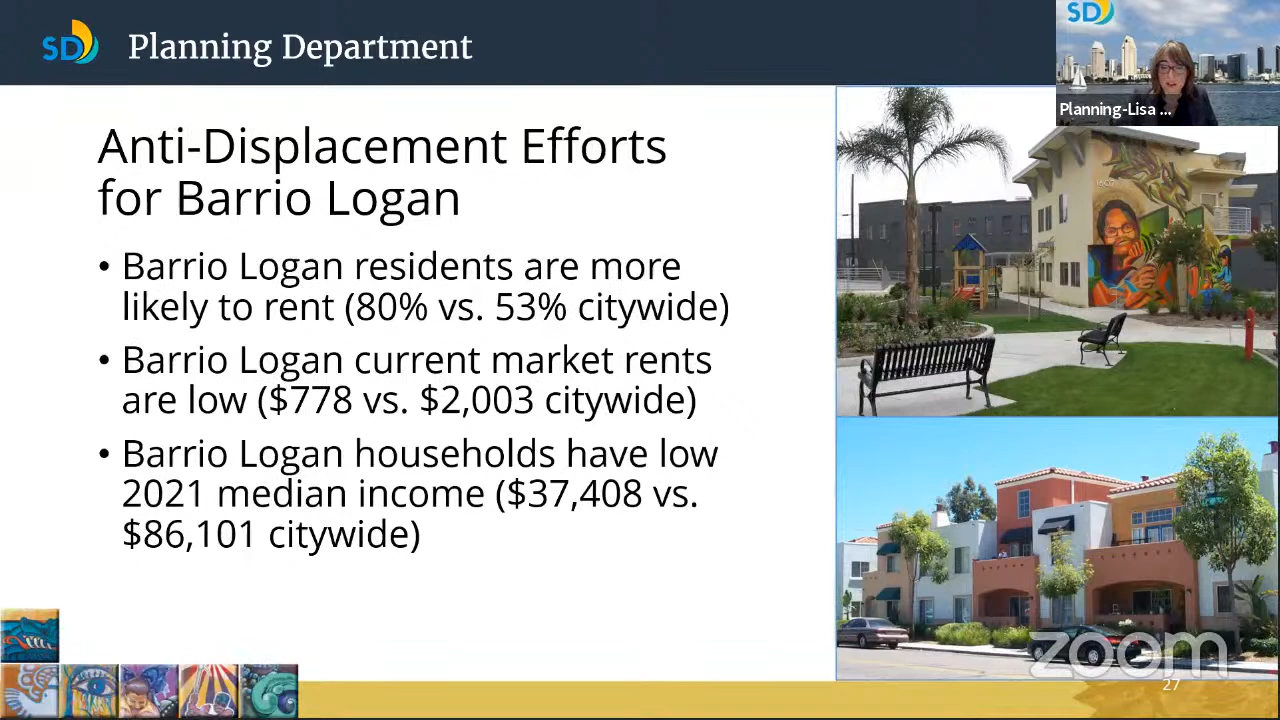 SD
Planning Department
SD
Planning-Lisa ...
Anti-Displacement Efforts
for Barrio Logan
• Barrio Logan residents are more
likely to rent (80% vs. 53% citywide)
• Barrio Logan current market rents
are low ($778 vs. $2,003 citywide)
• Barrio Logan households have low
2021 median income ($37,408 vs.
$86,101 citywide)
1607
zoom
27